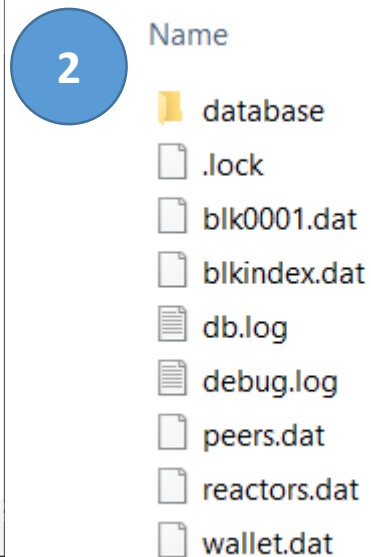 2
Name
database
.lock
blk0001.dat
blkindex.dat
db.log
debug.log
peers.dat
reactors.dat
wallet.dat